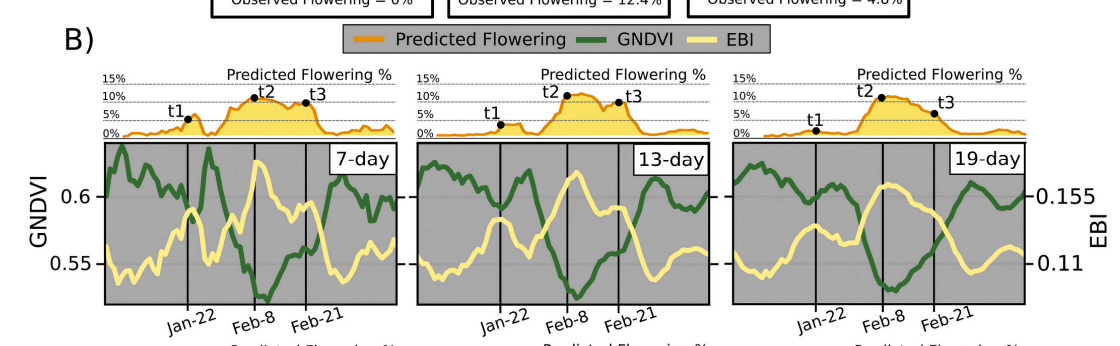 Observed Flowering = 0%
Observed Flowering = 12.4%
Observed Flowering = 4.8%
B)
Predicted Flowering GNDVI EBI
Predicted Flowering %
15%
10%
5%
0%
t1
t2
t3
7-day
Predicted Flowering %
15%
10%
5%
0%
t1
t2
t3
13-day
Predicted Flowering %
15%
10%
5%
0%
t1
t2
t3
19-day
GNDVI
0.6
0.55
0.155
0.11
EBI
Jan-22
Feb-8
Feb-21
Jan-22
Feb-8
Feb-21
Jan-22
Feb-8
Feb-21